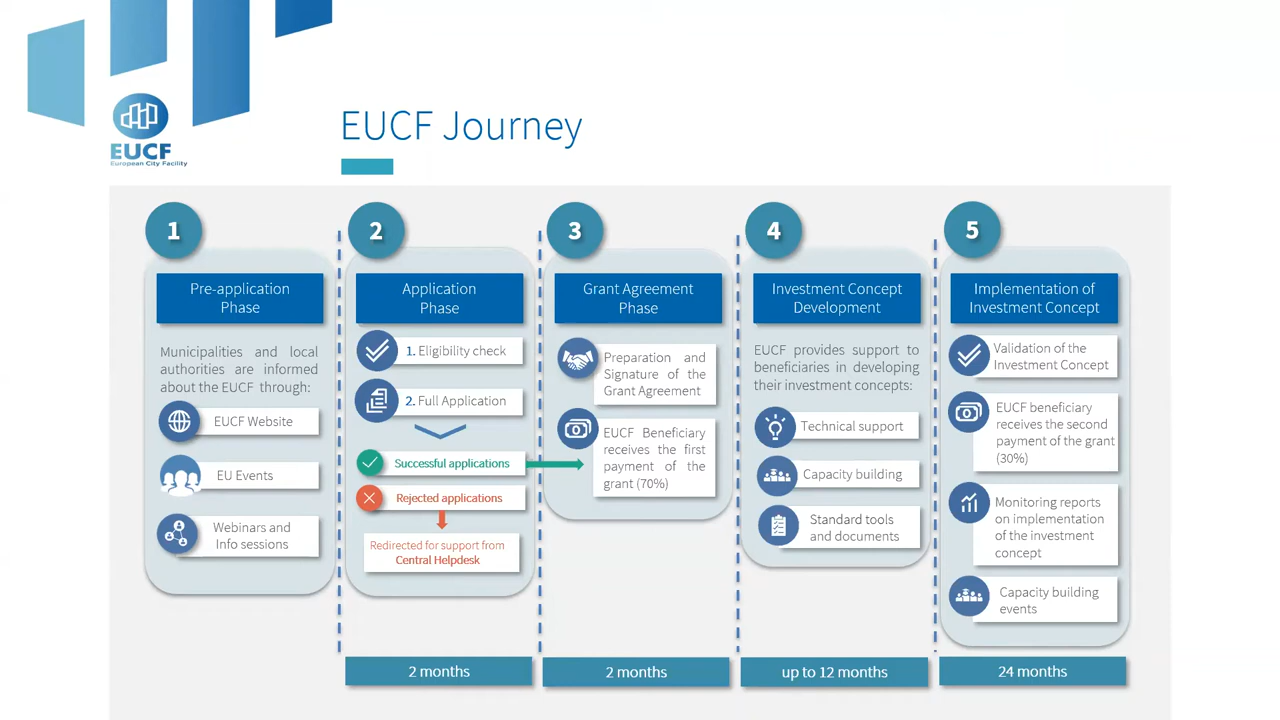 EUCF
European City Facility
EUCF Journey
1
Pre-application
Phase
Municipalities and local
authorities are informed
about the EUCF through:
EUCF Website
EU Events
Webinars and
Info sessions
2
Application
Phase
1. Eligibility check
2. Full Application
Successful applications
Rejected applications
Redirected for support from
Central Helpdesk
2 months
3
Grant Agreement
Phase
Preparation and
Signature of the
Grant Agreement
EUCF Beneficiary
receives the first
payment of the
grant (70%)
2 months
4
Investment Concept
Development
EUCF provides support to
beneficiaries in developing
their investment concepts:
Technical support
Capacity building
Standard tools
and documents
up to 12 months
5
Implementation of
Investment Concept
Validation of the
Investment Concept
EUCF beneficiary
receives the second
payment of the grant
(30%)
Monitoring reports
on implementation
of the investment
concept
Capacity building
events
24 months